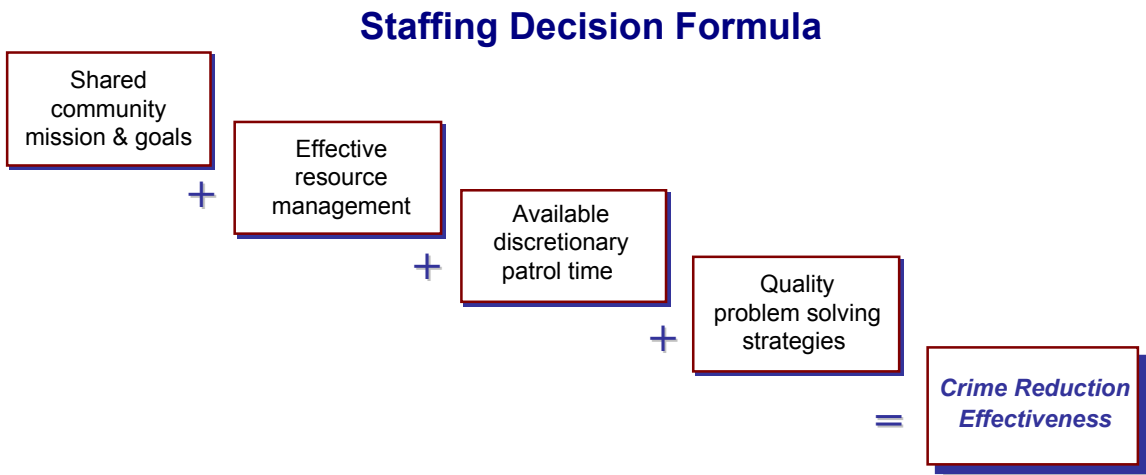 Staffing Decision Formula
Shared
community
mission & goals
+
Effective
resource
management
+
Available
discretionary
patrol time
+
Quality
problem solving
strategies
=
Crime Reduction
Effectiveness